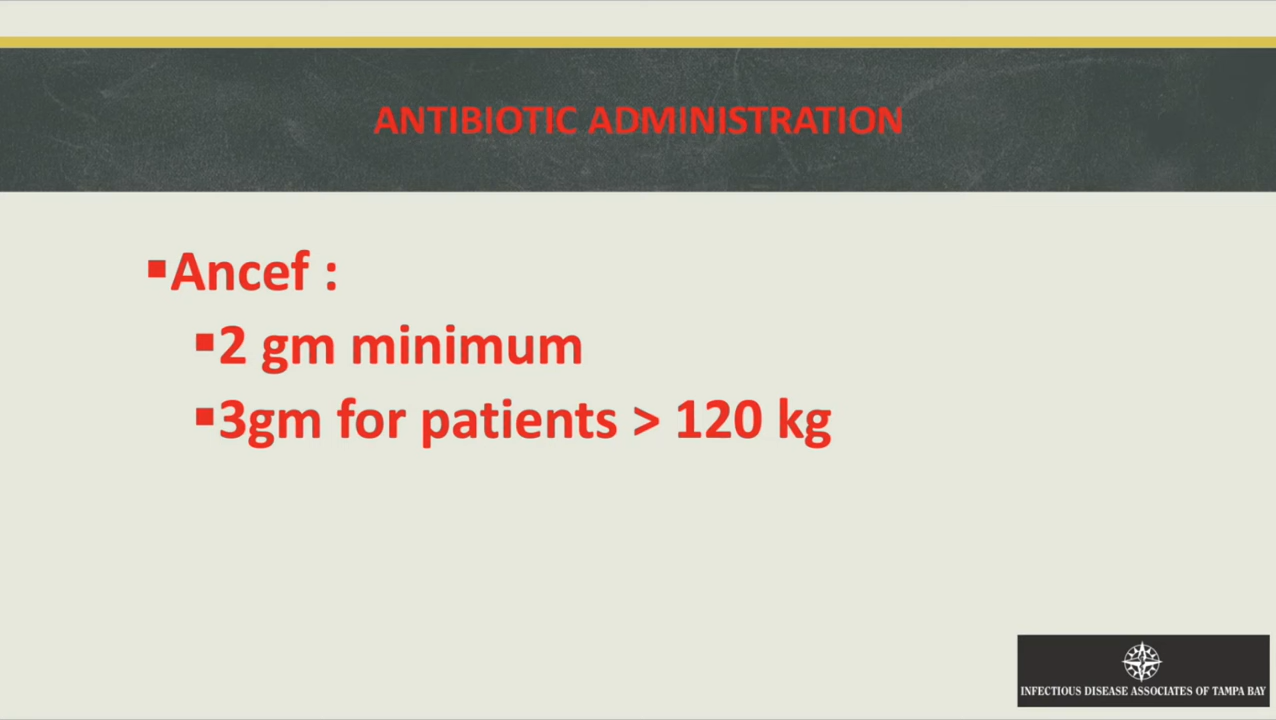 ANTIBIOTIC ADMINISTRATION
▪Ancef :
▪2 gm minimum
▪3gm for patients > 120 kg
INFECTIOUS DISEASE ASSOCIATES OF TAMPA BAY